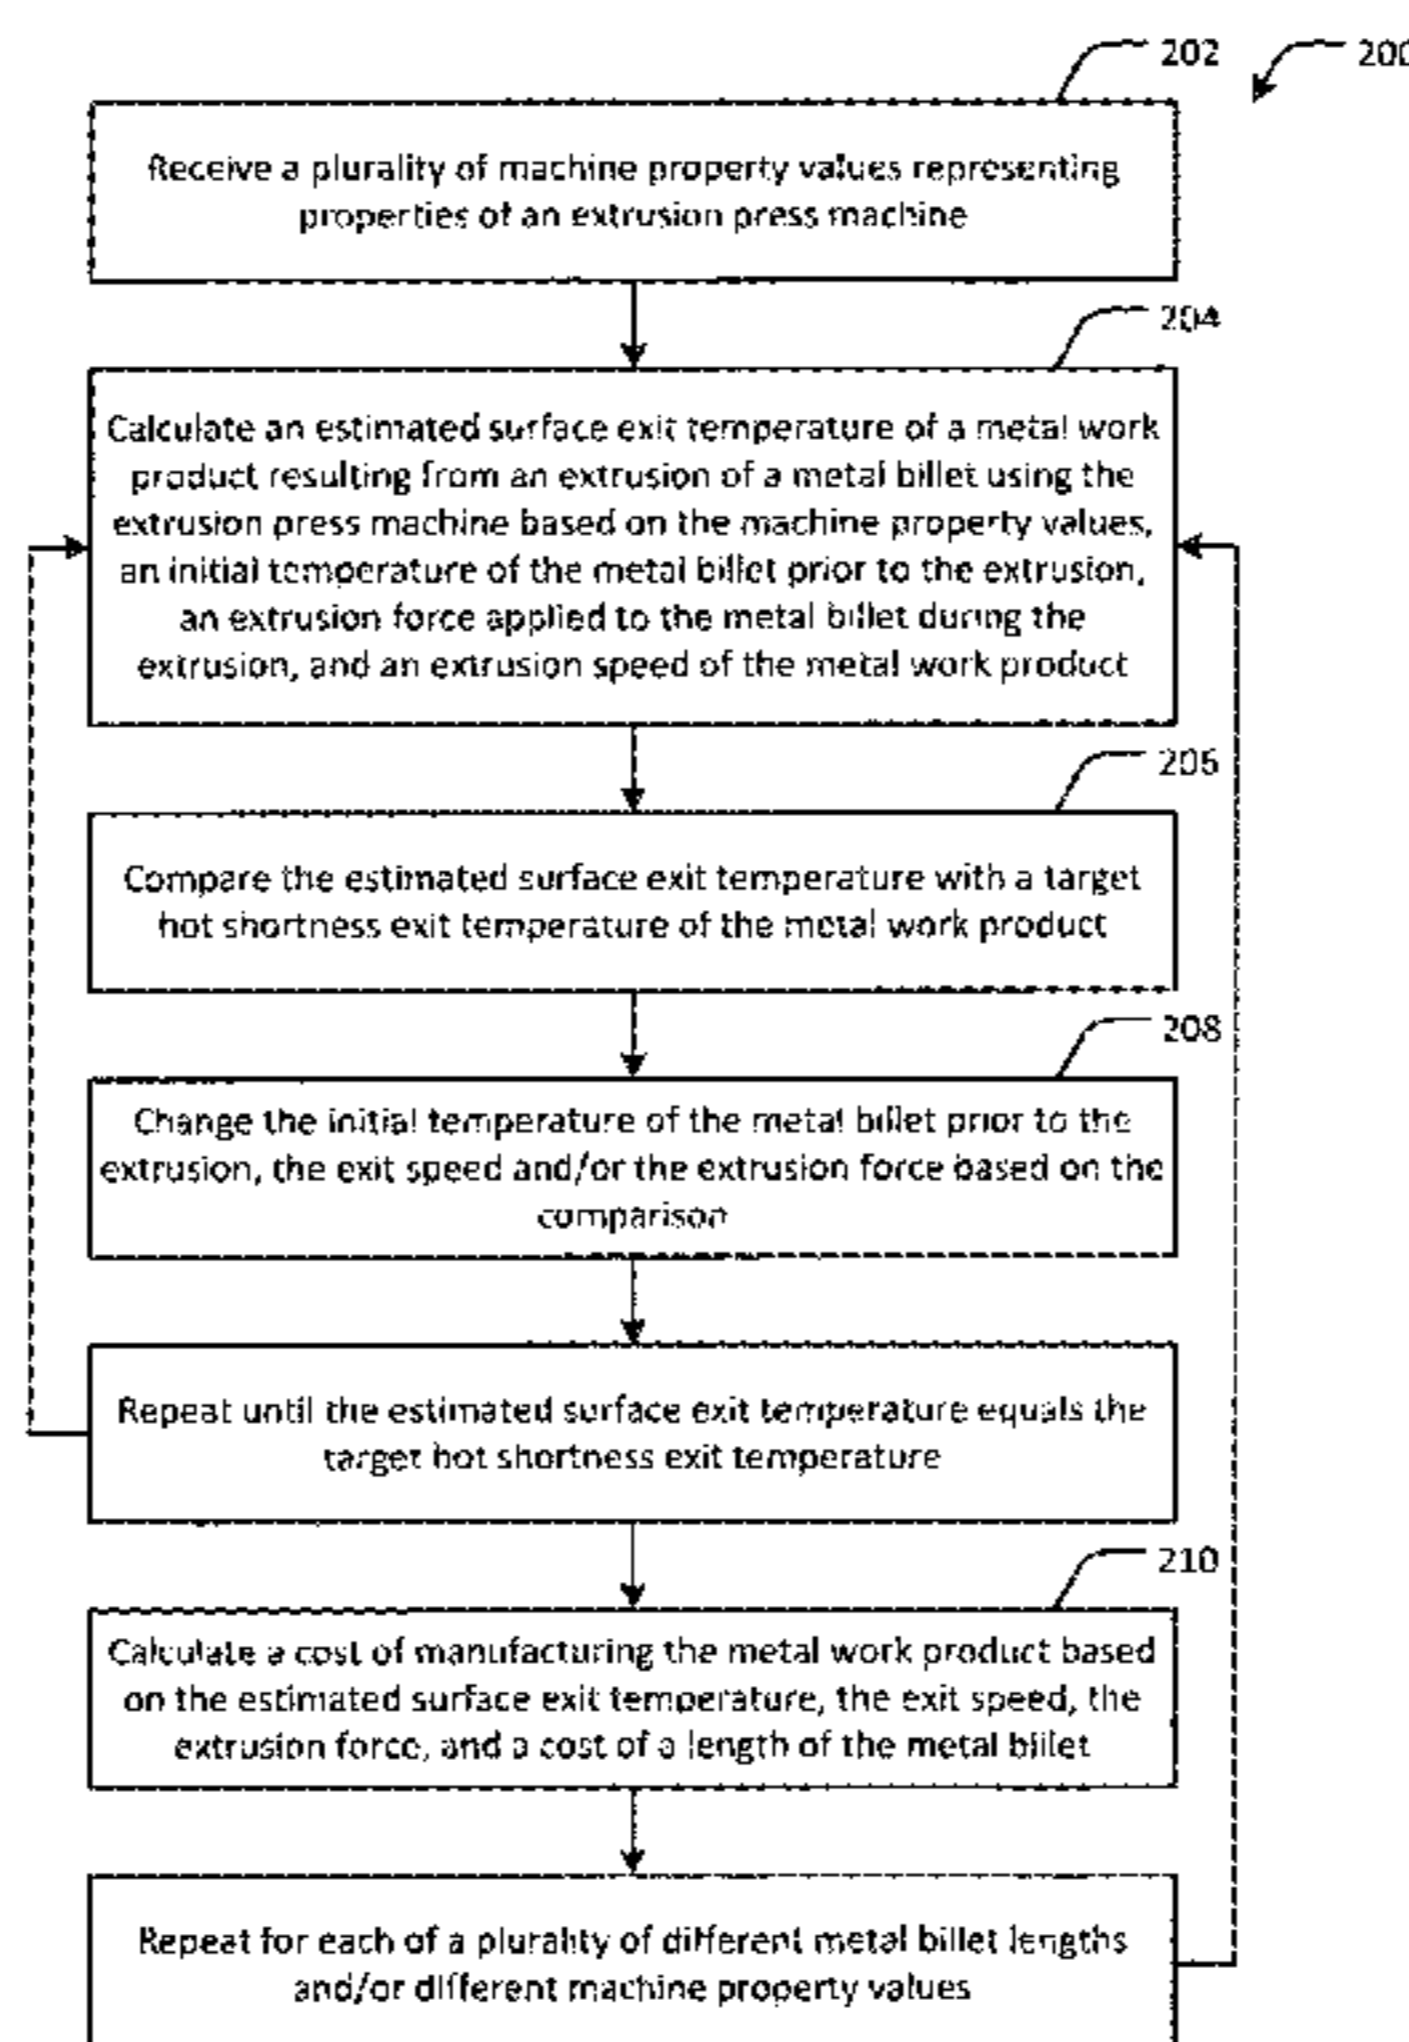 202
200
Receive a plurality of machine property values representing
properties of an extrusion press machine
204
Calculate an estimated surface exit temperature of a metal work
product resulting from an extrusion of a metal billet using the
extrusion press machine based on the machine property values,
an initial temperature of the metal billet prior to the extrusion,
an extrusion force applied to the metal billet during the
extrusion, and an extrusion speed of the metal work product
206
Compare the estimated surface exit temperature with a target
hot shortness exit temperature of the metal work product
208
Change the initial temperature of the metal billet prior to the
extrusion, the exit speed and/or the extrusion force based on the
comparison
Repeat until the estimated surface exit temperature equals the
target hot shortness exit temperature
210
Calculate a cost of manufacturing the metal work product based
on the estimated surface exit temperature, the exit speed, the
extrusion force, and a cost of a length of the metal billet
Repeat for each of a plurality of different metal billet lengths
and/or different machine property values